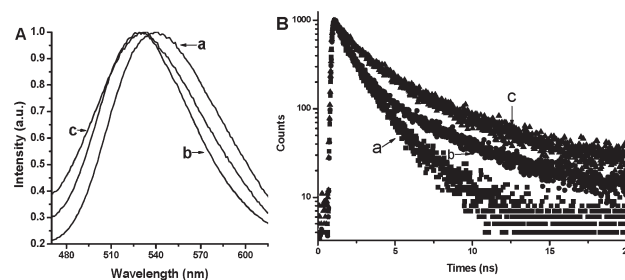 A
B
1.0
0.9
0.8
0.7
0.6
0.5
0.4
0.3
0.2
Intensity (a.u.)
a
c
b
480 510 540 570 600
Wavelength (nm)
1000
100
10
Counts
c
b
a
0 5 10 15 20
Times (ns)